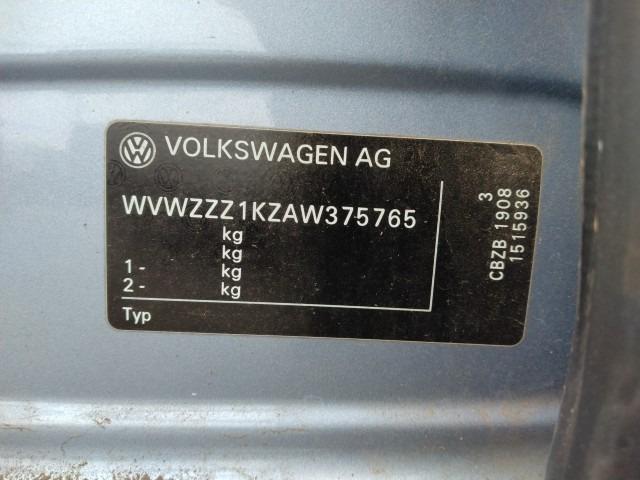 VOLKSWAGEN AG
WVWZZZ1KZAW375765
kg
kg
1- kg
2- kg
Typ
3
CBZB 1908
1515936